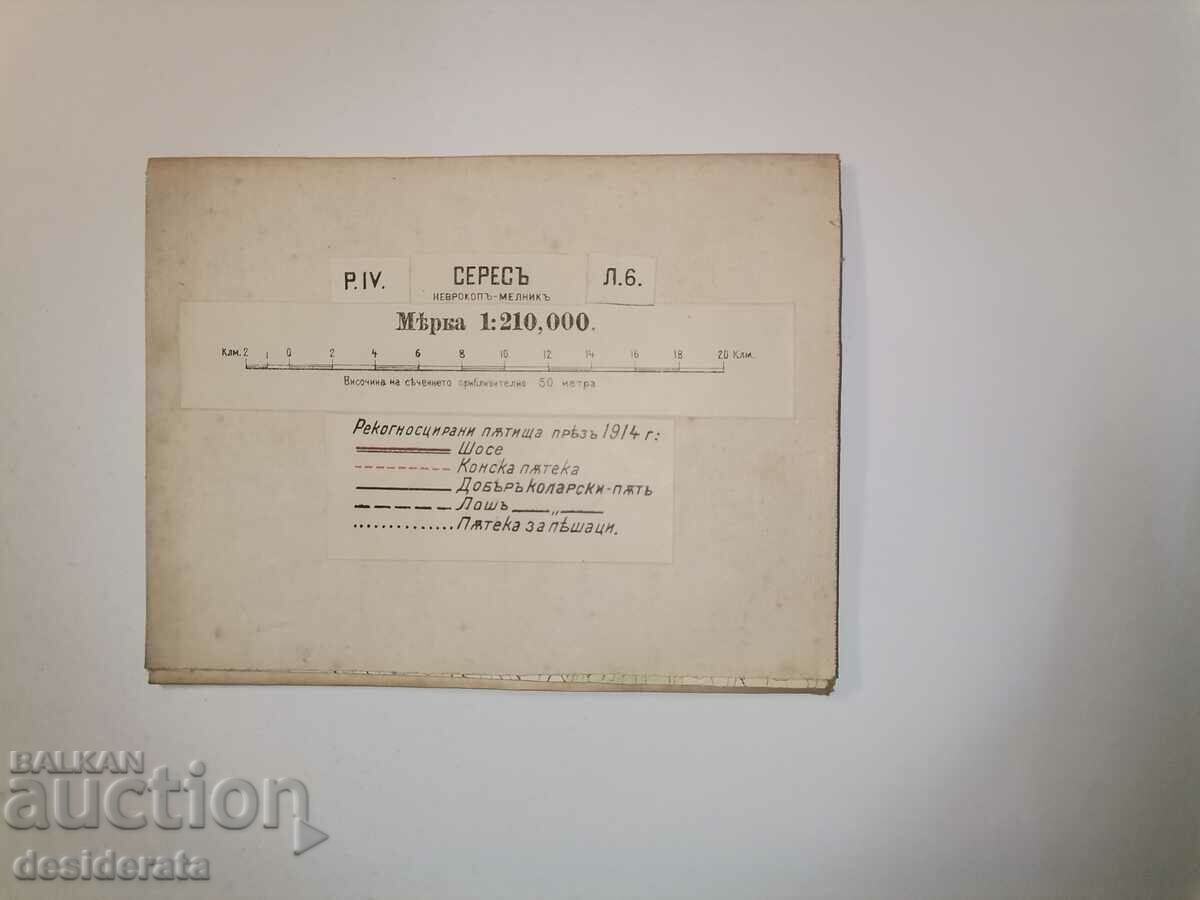 Р.IV. СЕРЕСЪ Л.6.
НЕВРОКОПЪ-МЕЛНИКЪ
Мѣрка 1:210,000.
Клм. 2 1 0 2 4 6 8 10 12 14 16 18 20 Клм.
Височина на сѣчението приблизително 50 метра
Рекогносцирани пѫтища прѣзъ 1914 г:
Шосе
Конска пѫтека
Добъръ коларски-пѫть
Лошъ — „ —
Пѫтека за пѣшаци.
BALKAN
auction
desiderata